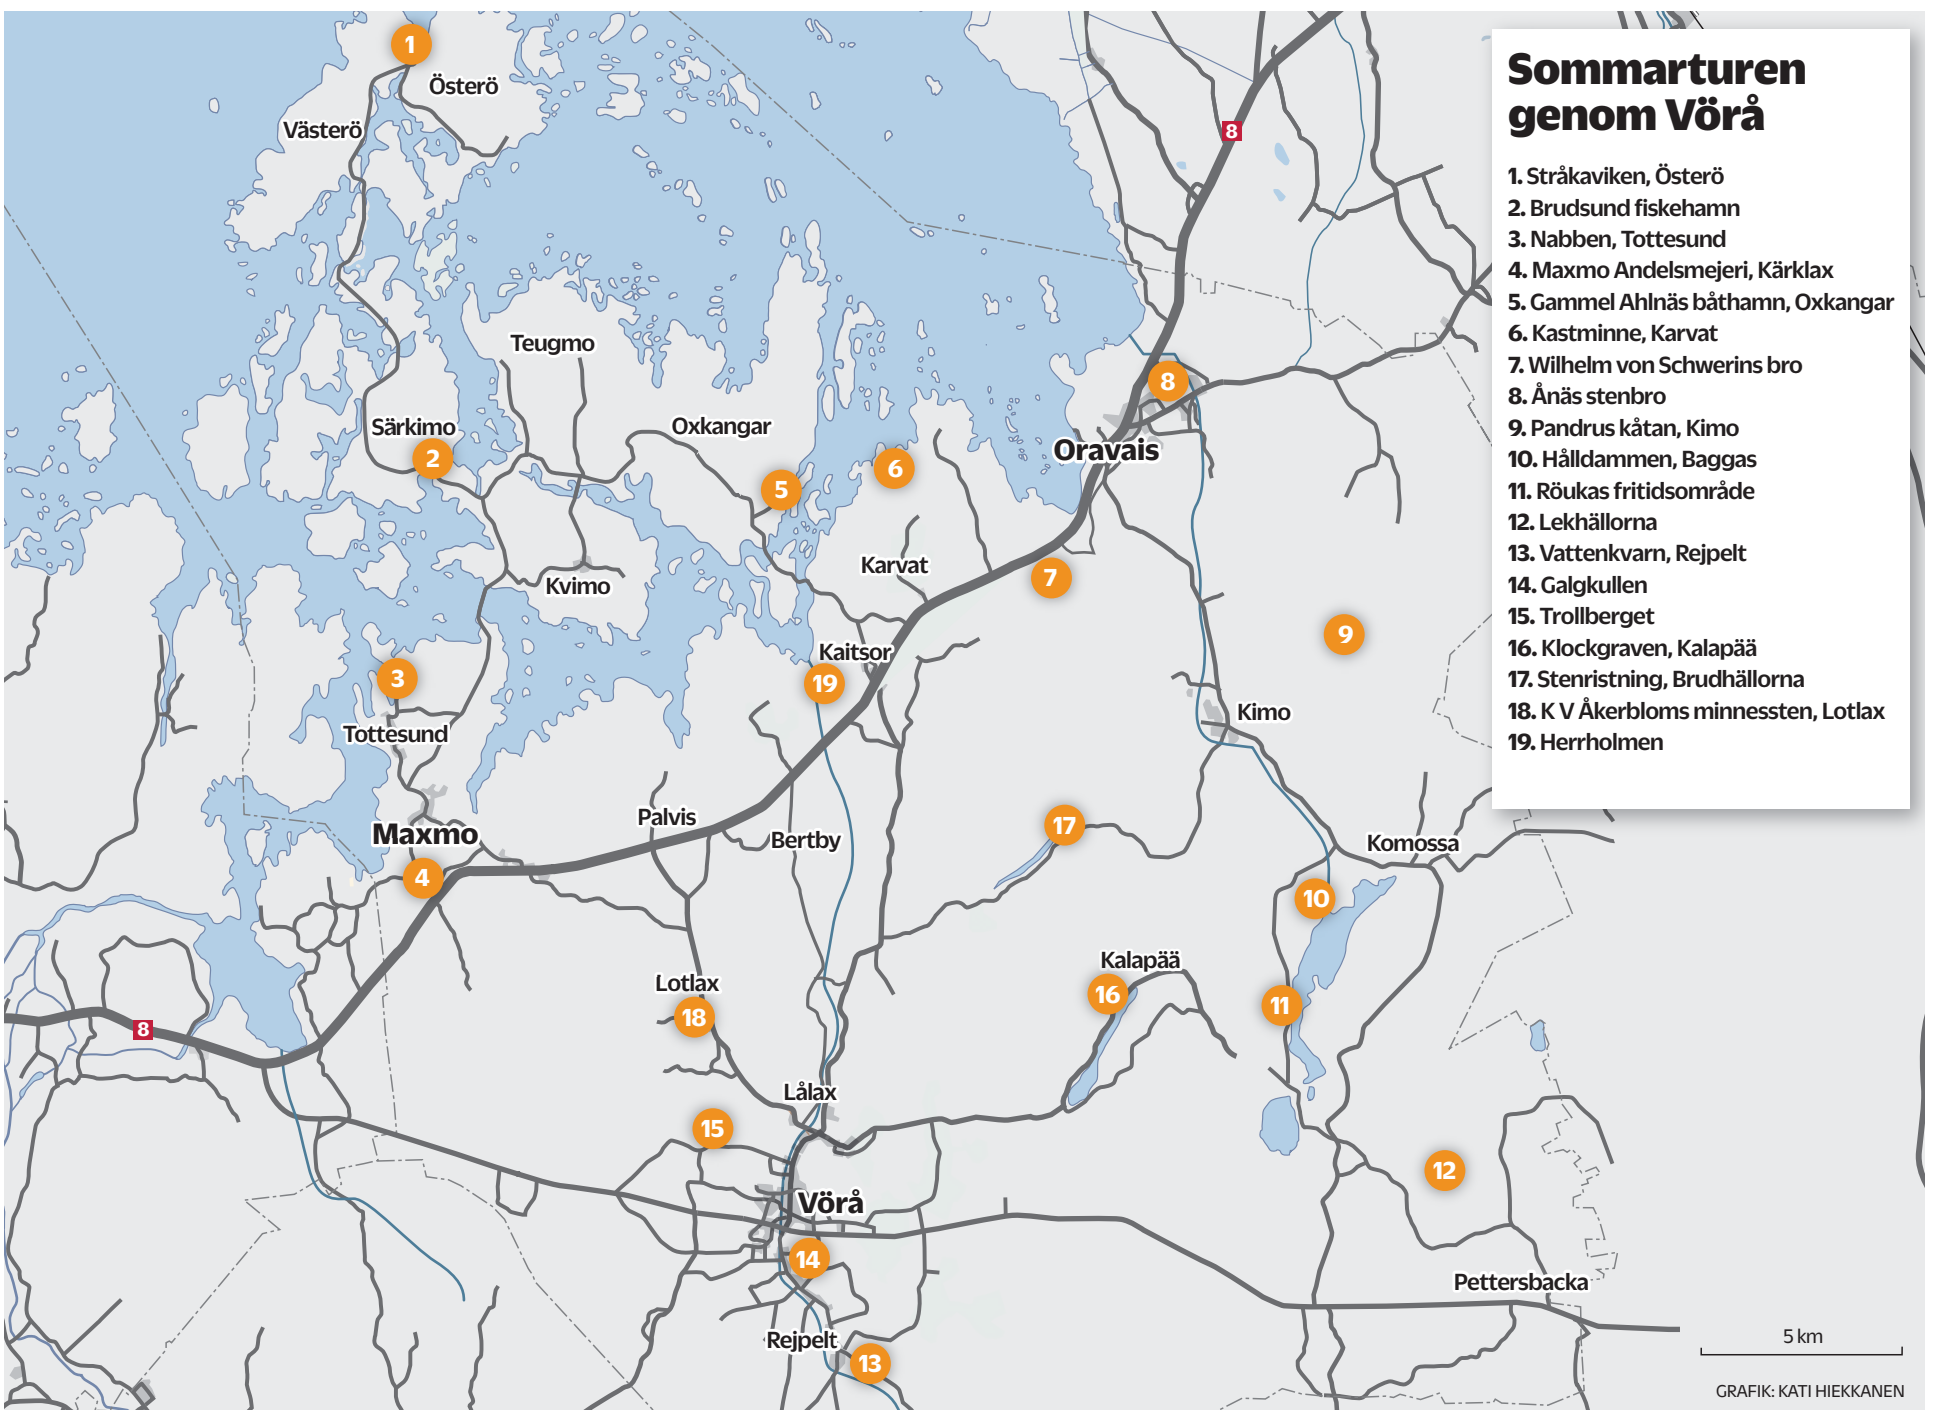 Sommarturen
genom Vörå
1. Stråkaviken, Österö
2. Brudsund fiskehamn
3. Nabben, Tottesund
4. Maxmo Andelsmejeri, Kärklax
5. Gammel Ahlnäs båthamn, Oxkangar
6. Kastminne, Karvat
7. Wilhelm von Schwerins bro
8. Ånäs stenbro
9. Pandrus kåtan, Kimo
10. Hålldammen, Baggas
11. Röukas fritidsområde
12. Lekhällorna
13. Vattenkvarn, Rejpelt
14. Galgkullen
15. Trollberget
16. Klockgraven, Kalapää
17. Stenristning, Brudhällorna
18. K V Åkerbloms minnessten, Lotlax
19. Herrholmen
1
Österö
Västerö
8
Teugmo
8
Särkimo
Oxkangar
2
6
Oravais
5
Karvat
7
Kvimo
9
Kaitsor
3
19
Kimo
Tottesund
Palvis
17
Maxmo
Bertby
Komossa
4
10
Kalapää
Lotlax
16
11
18
8
Lålax
15
12
Vörå
14
Pettersbacka
Rejpelt
13
5 km
GRAFIK: KATI HIEKKANEN